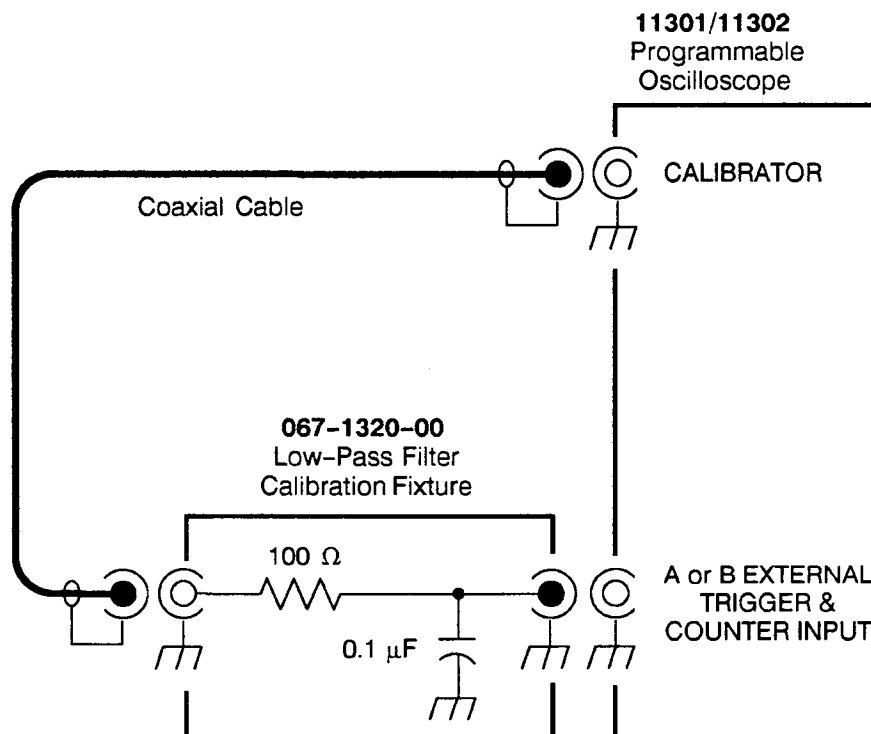 11301/11302
Programmable
Oscilloscope
CALIBRATOR
Coaxial Cable
067-1320-00
Low-Pass Filter
Calibration Fixture
100 Ω
0.1 µF
A or B EXTERNAL
TRIGGER &
COUNTER INPUT